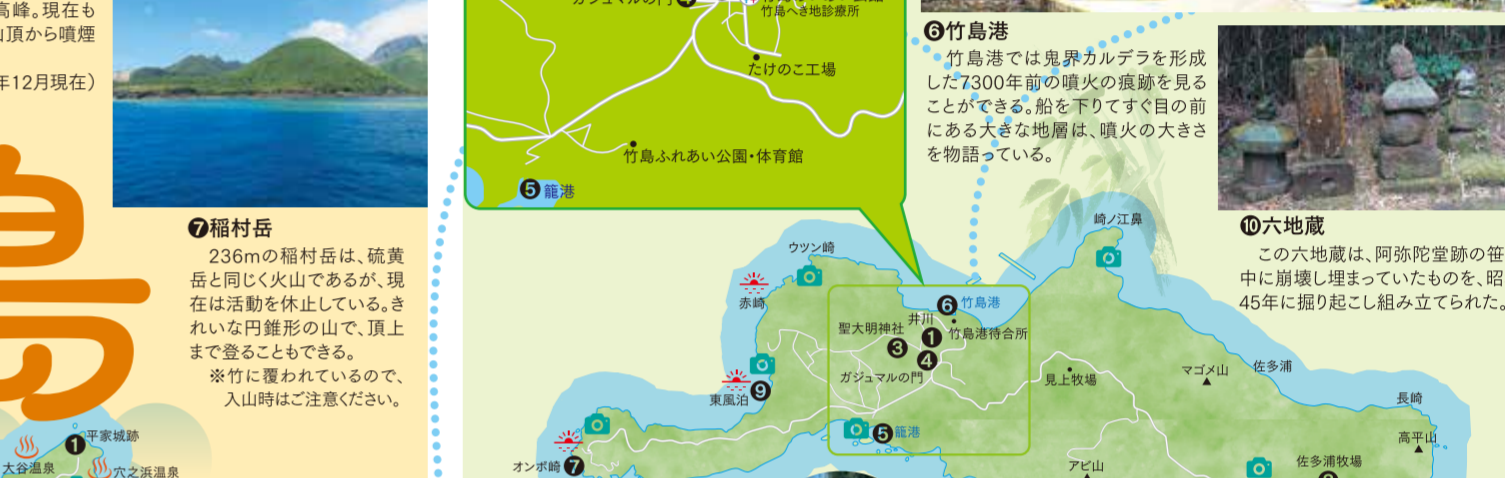 高峰。現在も
山頂から噴煙
年12月現在)
島
❼稲村岳
236mの稲村岳は、硫黄
岳と同じく火山であるが、現
在は活動を休止している。き
れいな円錐形の山で、頂上
まで登ることもできる。
※竹に覆われているので、
入山時はご注意ください。
❶
平家城跡
大谷温泉
穴之浜温泉
ガジュマルの門
❹
竹島へき地診療所
たけのこ工場
竹島ふれあい公園・体育館
❺籠港
❻竹島港
竹島港では鬼界カルデラを形成
した7300年前の噴火の痕跡を見る
ことができる。船を下りてすぐ目の前
にある大きな地層は、噴火の大きさ
を物語っている。
❿六地蔵
この六地蔵は、阿弥陀堂跡の笹
中に崩壊し埋まっていたものを、昭
45年に掘り起こし組み立てられた。
崎ノ江鼻
ウツン崎
赤崎
❻竹島港
井川
❶
竹島港待合所
聖大明神社
❸
❹
ガジュマルの門
見上牧場
マゴメ山
佐多浦
長崎
高平山
東風泊
❾
❺籠港
オンボ崎❼
アビ山
佐多浦牧場